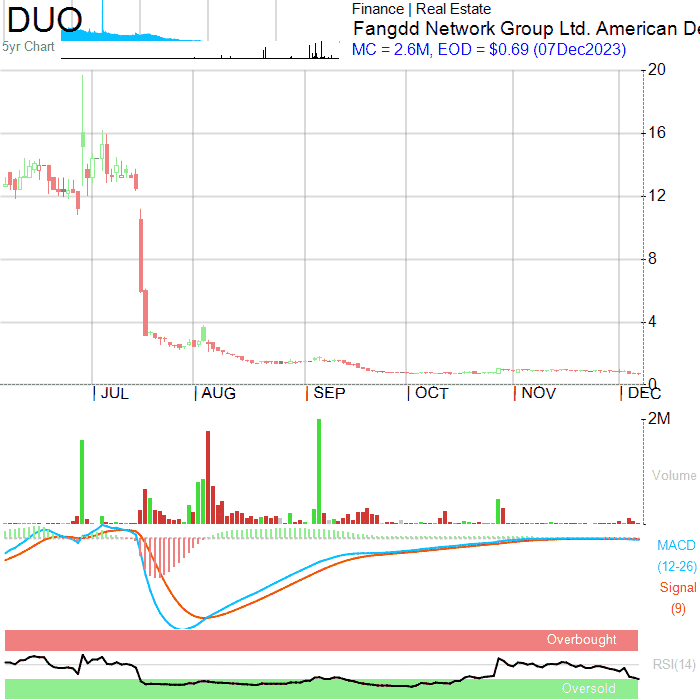 DUO
5yr Chart
Finance | Real Estate
Fangdd Network Group Ltd. American De
MC = 2.6M, EOD = $0.69 (07Dec2023)
20
16
12
8
4
0
| JUL | AUG | SEP | OCT | NOV | DEC
2M
Volume
MACD
(12-26)
Signal
(9)
Overbought
RSI(14)
Oversold